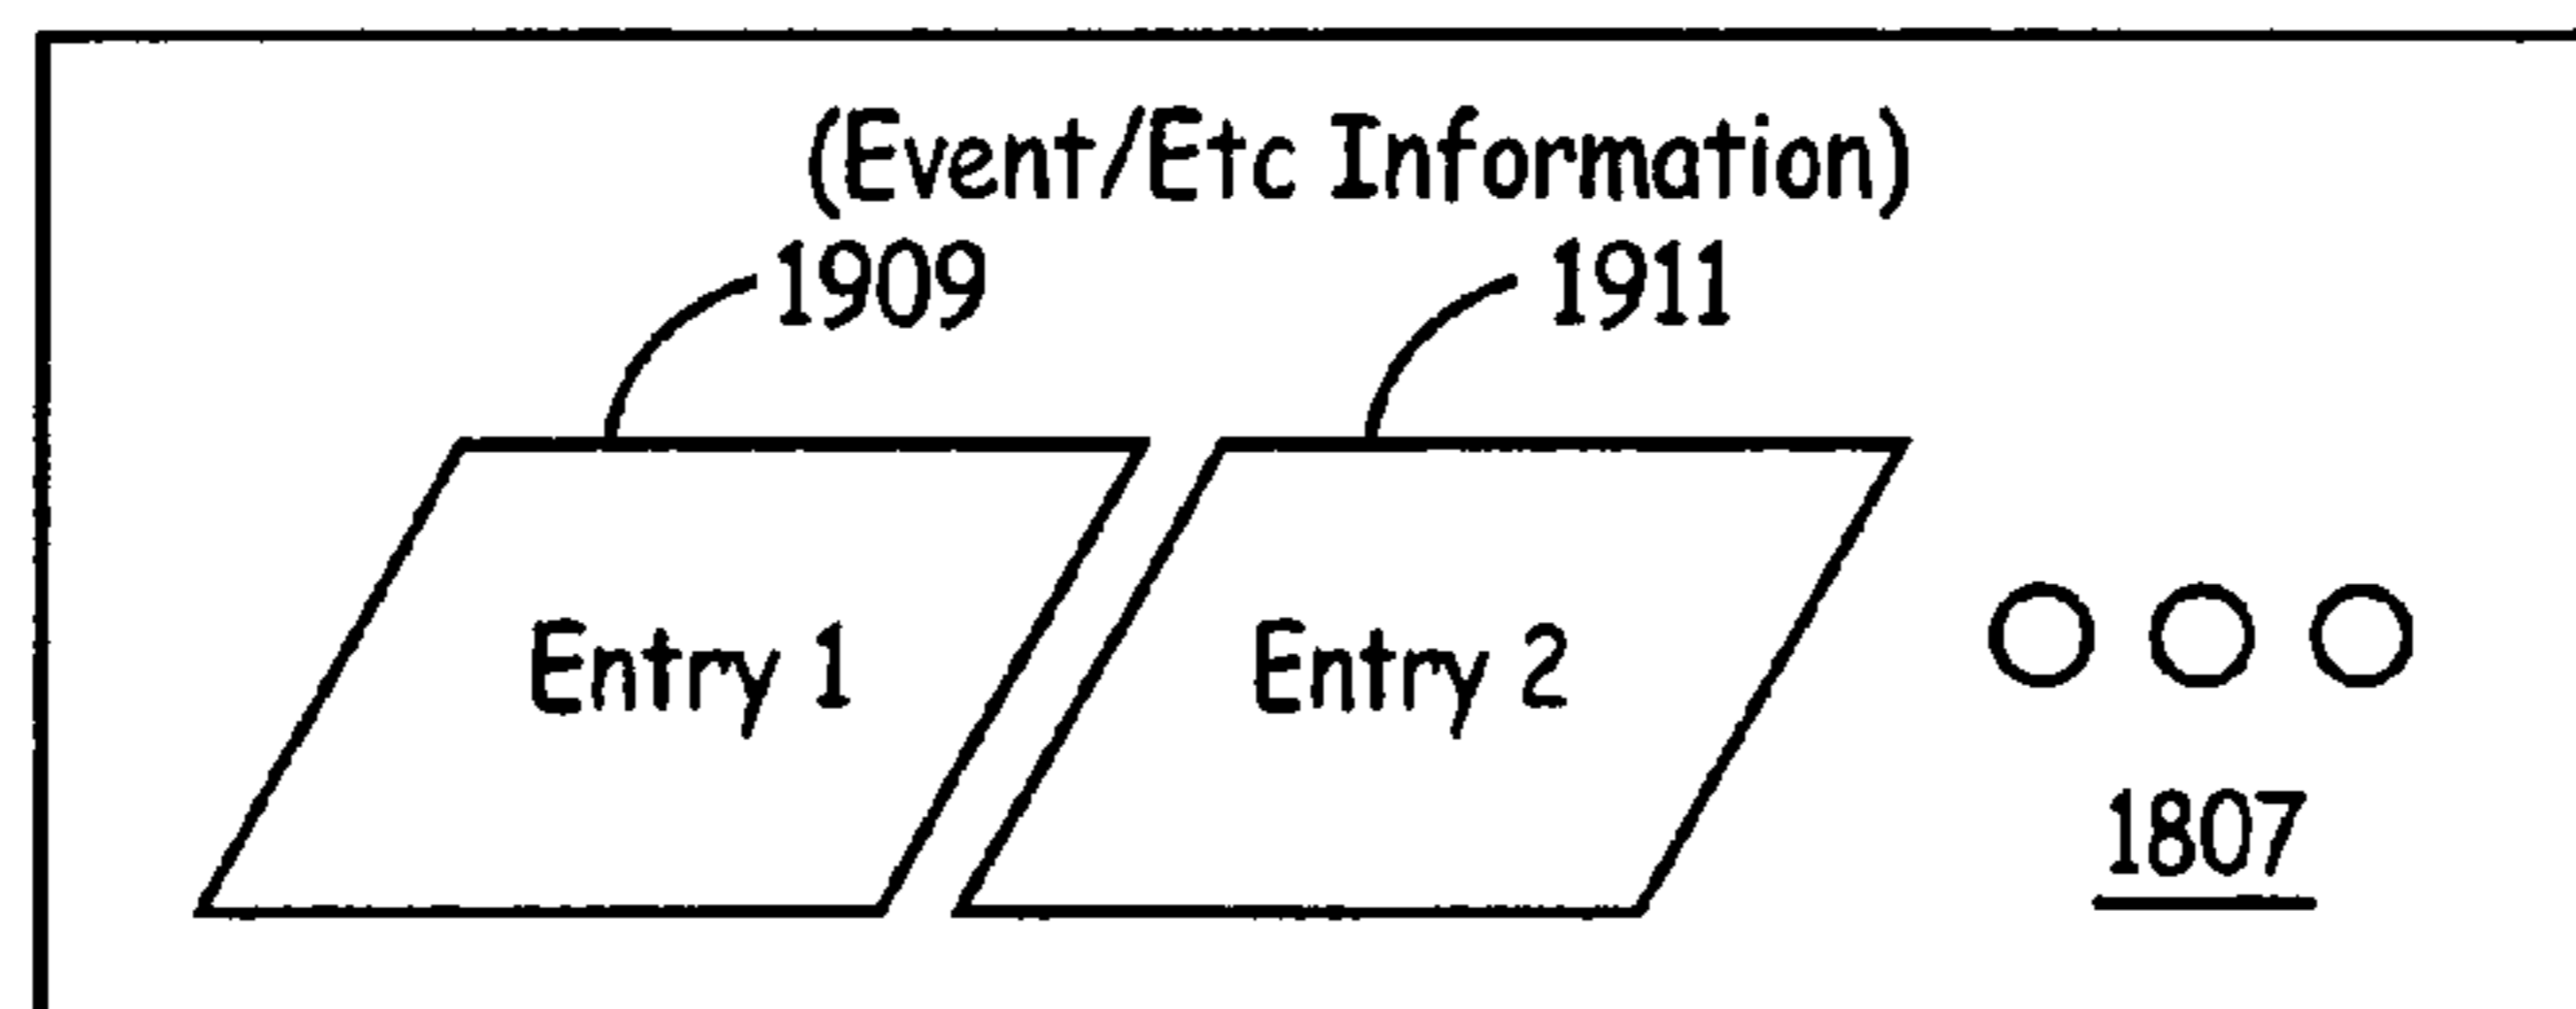 (Event/Etc Information)
1909
1911
Entry 1
Entry 2
1807